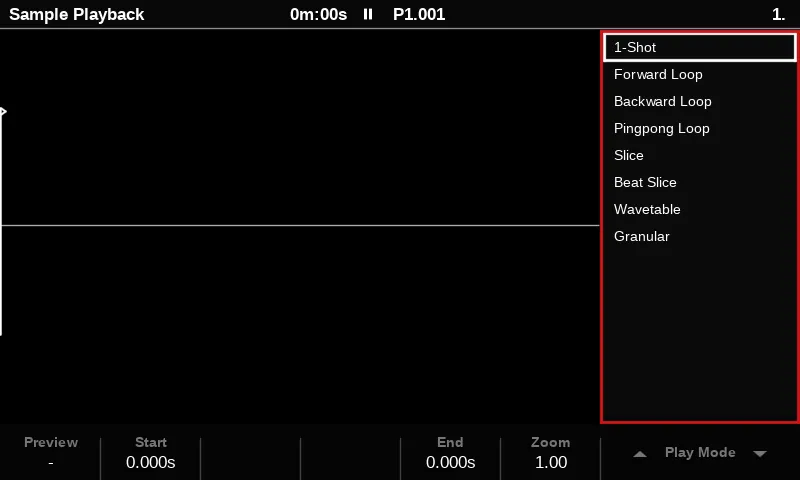 Sample Playback 0m:00s P1.001 1.
1-Shot
Forward Loop
Backward Loop
Pingpong Loop
Slice
Beat Slice
Wavetable
Granular
Preview Start End Zoom Play Mode
- 0.000s 0.000s 1.00